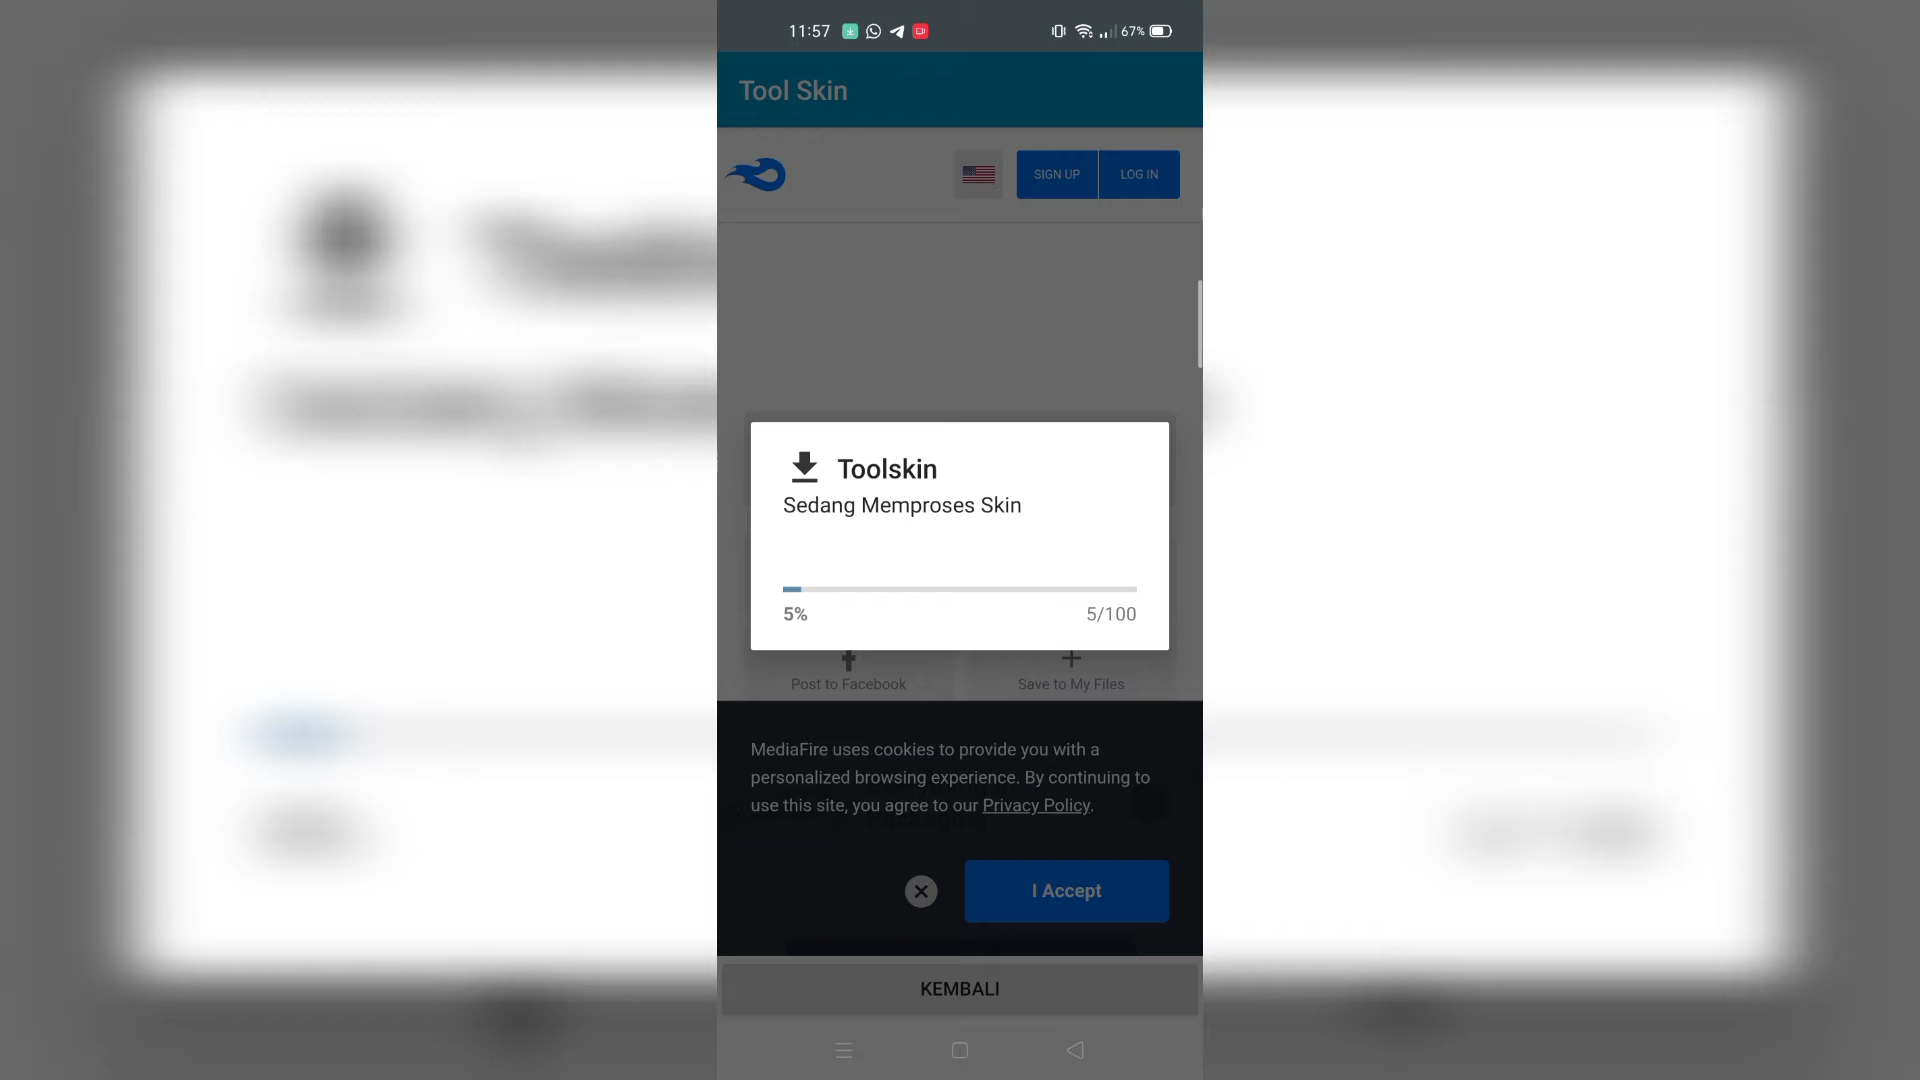 11:57
67%
Tool Skin
SIGN UP
LOG IN
Toolskin
Sedang Memproses Skin
5%
5/100
Post to Facebook
Save to My Files
MediaFire uses cookies to provide you with a
personalized browsing experience. By continuing to
use this site, you agree to our Privacy Policy.
I Accept
KEMBALI